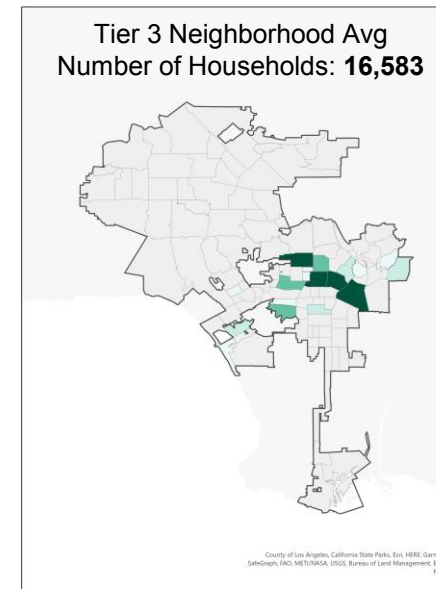 Tier 3 Neighborhood Avg
Number of Households: 16,583
County of Los Angeles, California State Parks, Esri, HERE, Gar
SafeGraph, FAO, METI/NASA, USGS, Bureau of Land Management, E